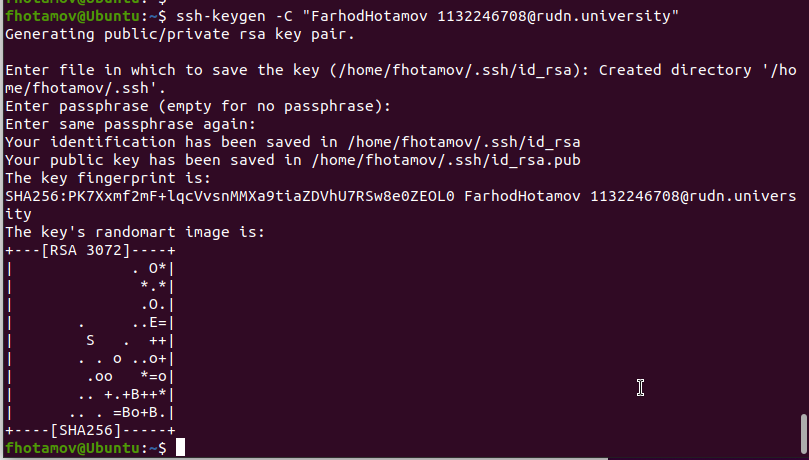 fhotamov@Ubuntu:~$
fhotamov@Ubuntu:~$ ssh-keygen -C "FarhodHotamov 1132246708@rudn.university"
Generating public/private rsa key pair.

Enter file in which to save the key (/home/fhotamov/.ssh/id_rsa): Created directory '/ho
me/fhotamov/.ssh'.
Enter passphrase (empty for no passphrase):
Enter same passphrase again:
Your identification has been saved in /home/fhotamov/.ssh/id_rsa
Your public key has been saved in /home/fhotamov/.ssh/id_rsa.pub
The key fingerprint is:
SHA256:PK7Xxmf2mF+lqcVvsnMMXa9tiaZDVhU7RSw8e0ZEOL0 FarhodHotamov 1132246708@rudn.univers
ity
The key's randomart image is:
+---[RSA 3072]----+
|              . O*|
|               *.*|
|               .O.|
|        .     ..E=|
|         S   .  ++|
|        . . o ..o+|
|         .oo   *=o|
|        .. +.+B++*|
|       .. . =Bo+B.|
+----[SHA256]-----+
fhotamov@Ubuntu:~$